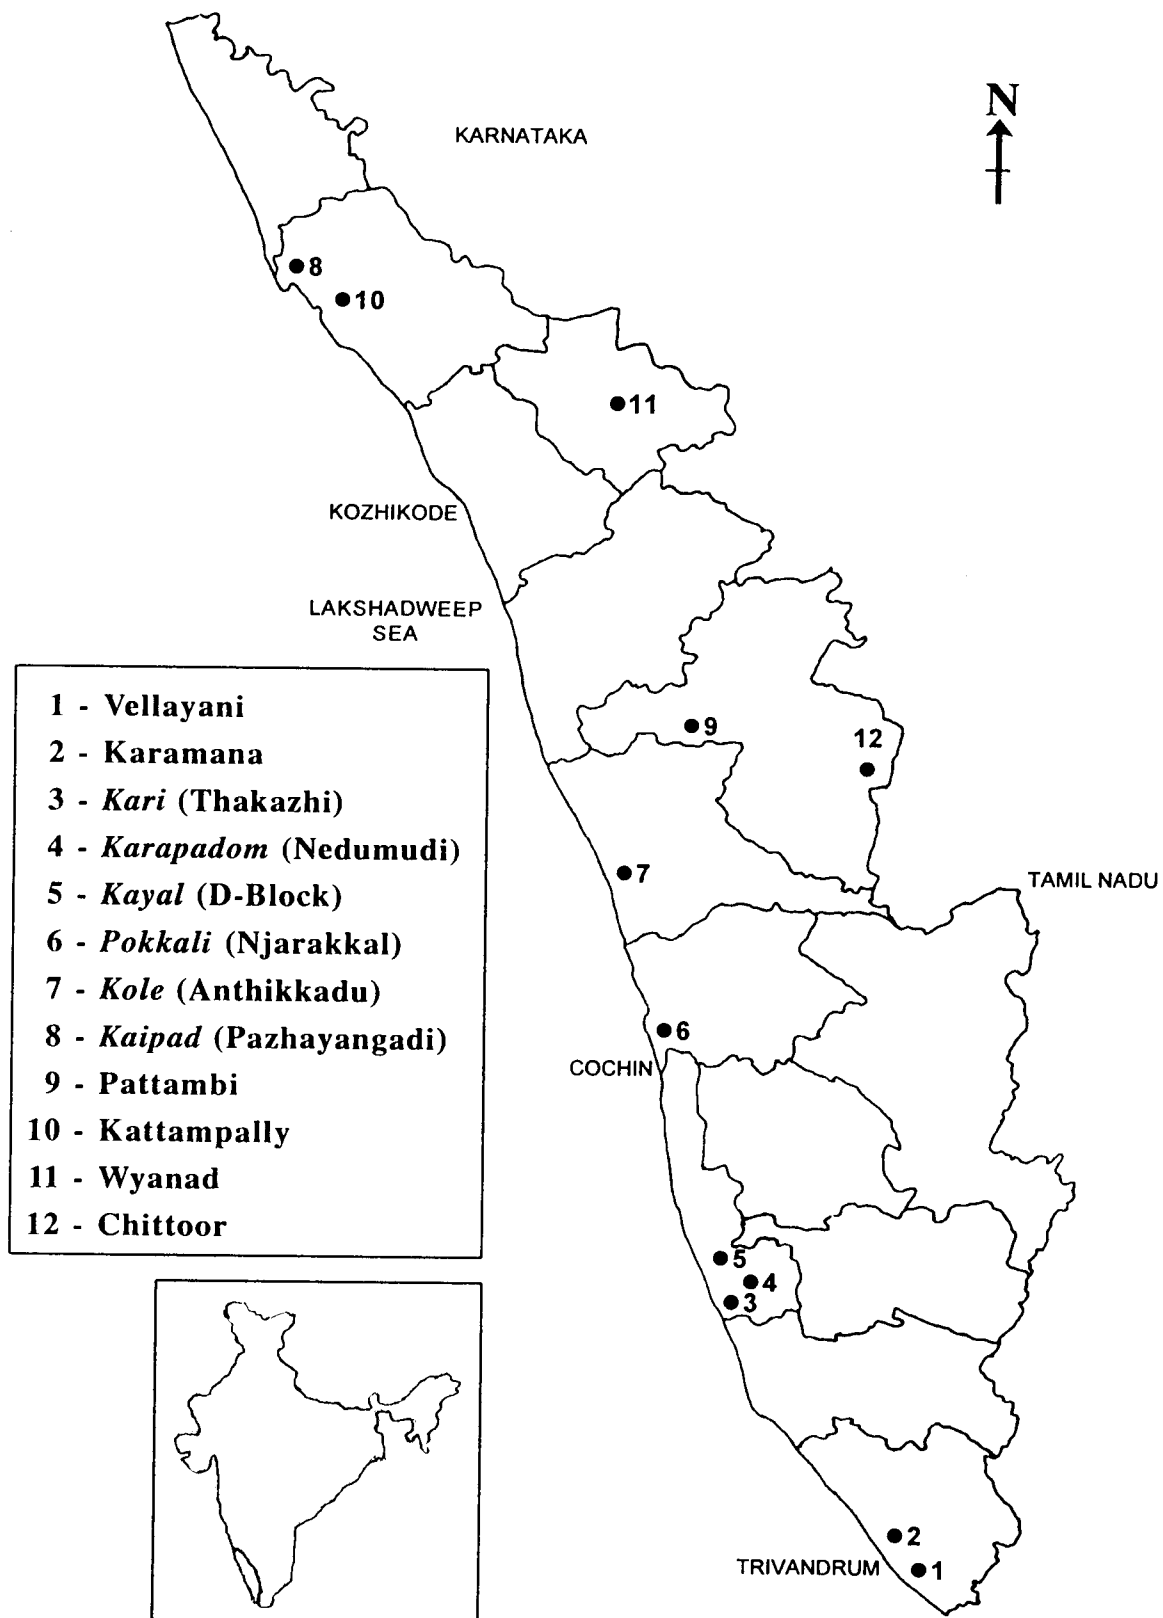 N
KARNATAKA
8
10
11
KOZHIKODE
LAKSHADWEEP
SEA
1 - Vellayani
2 - Karamana
3 - Kari (Thakazhi)
4 - Karapadom (Nedumudi)
5 - Kayal (D-Block)
6 - Pokkali (Njarakkal)
7 - Kole (Anthikkadu)
8 - Kaipad (Pazhayangadi)
9 - Pattambi
10 - Kattampally
11 - Wyanad
12 - Chittoor
9
12
7
TAMIL NADU
6
COCHIN
5
4
3
2
TRIVANDRUM
1